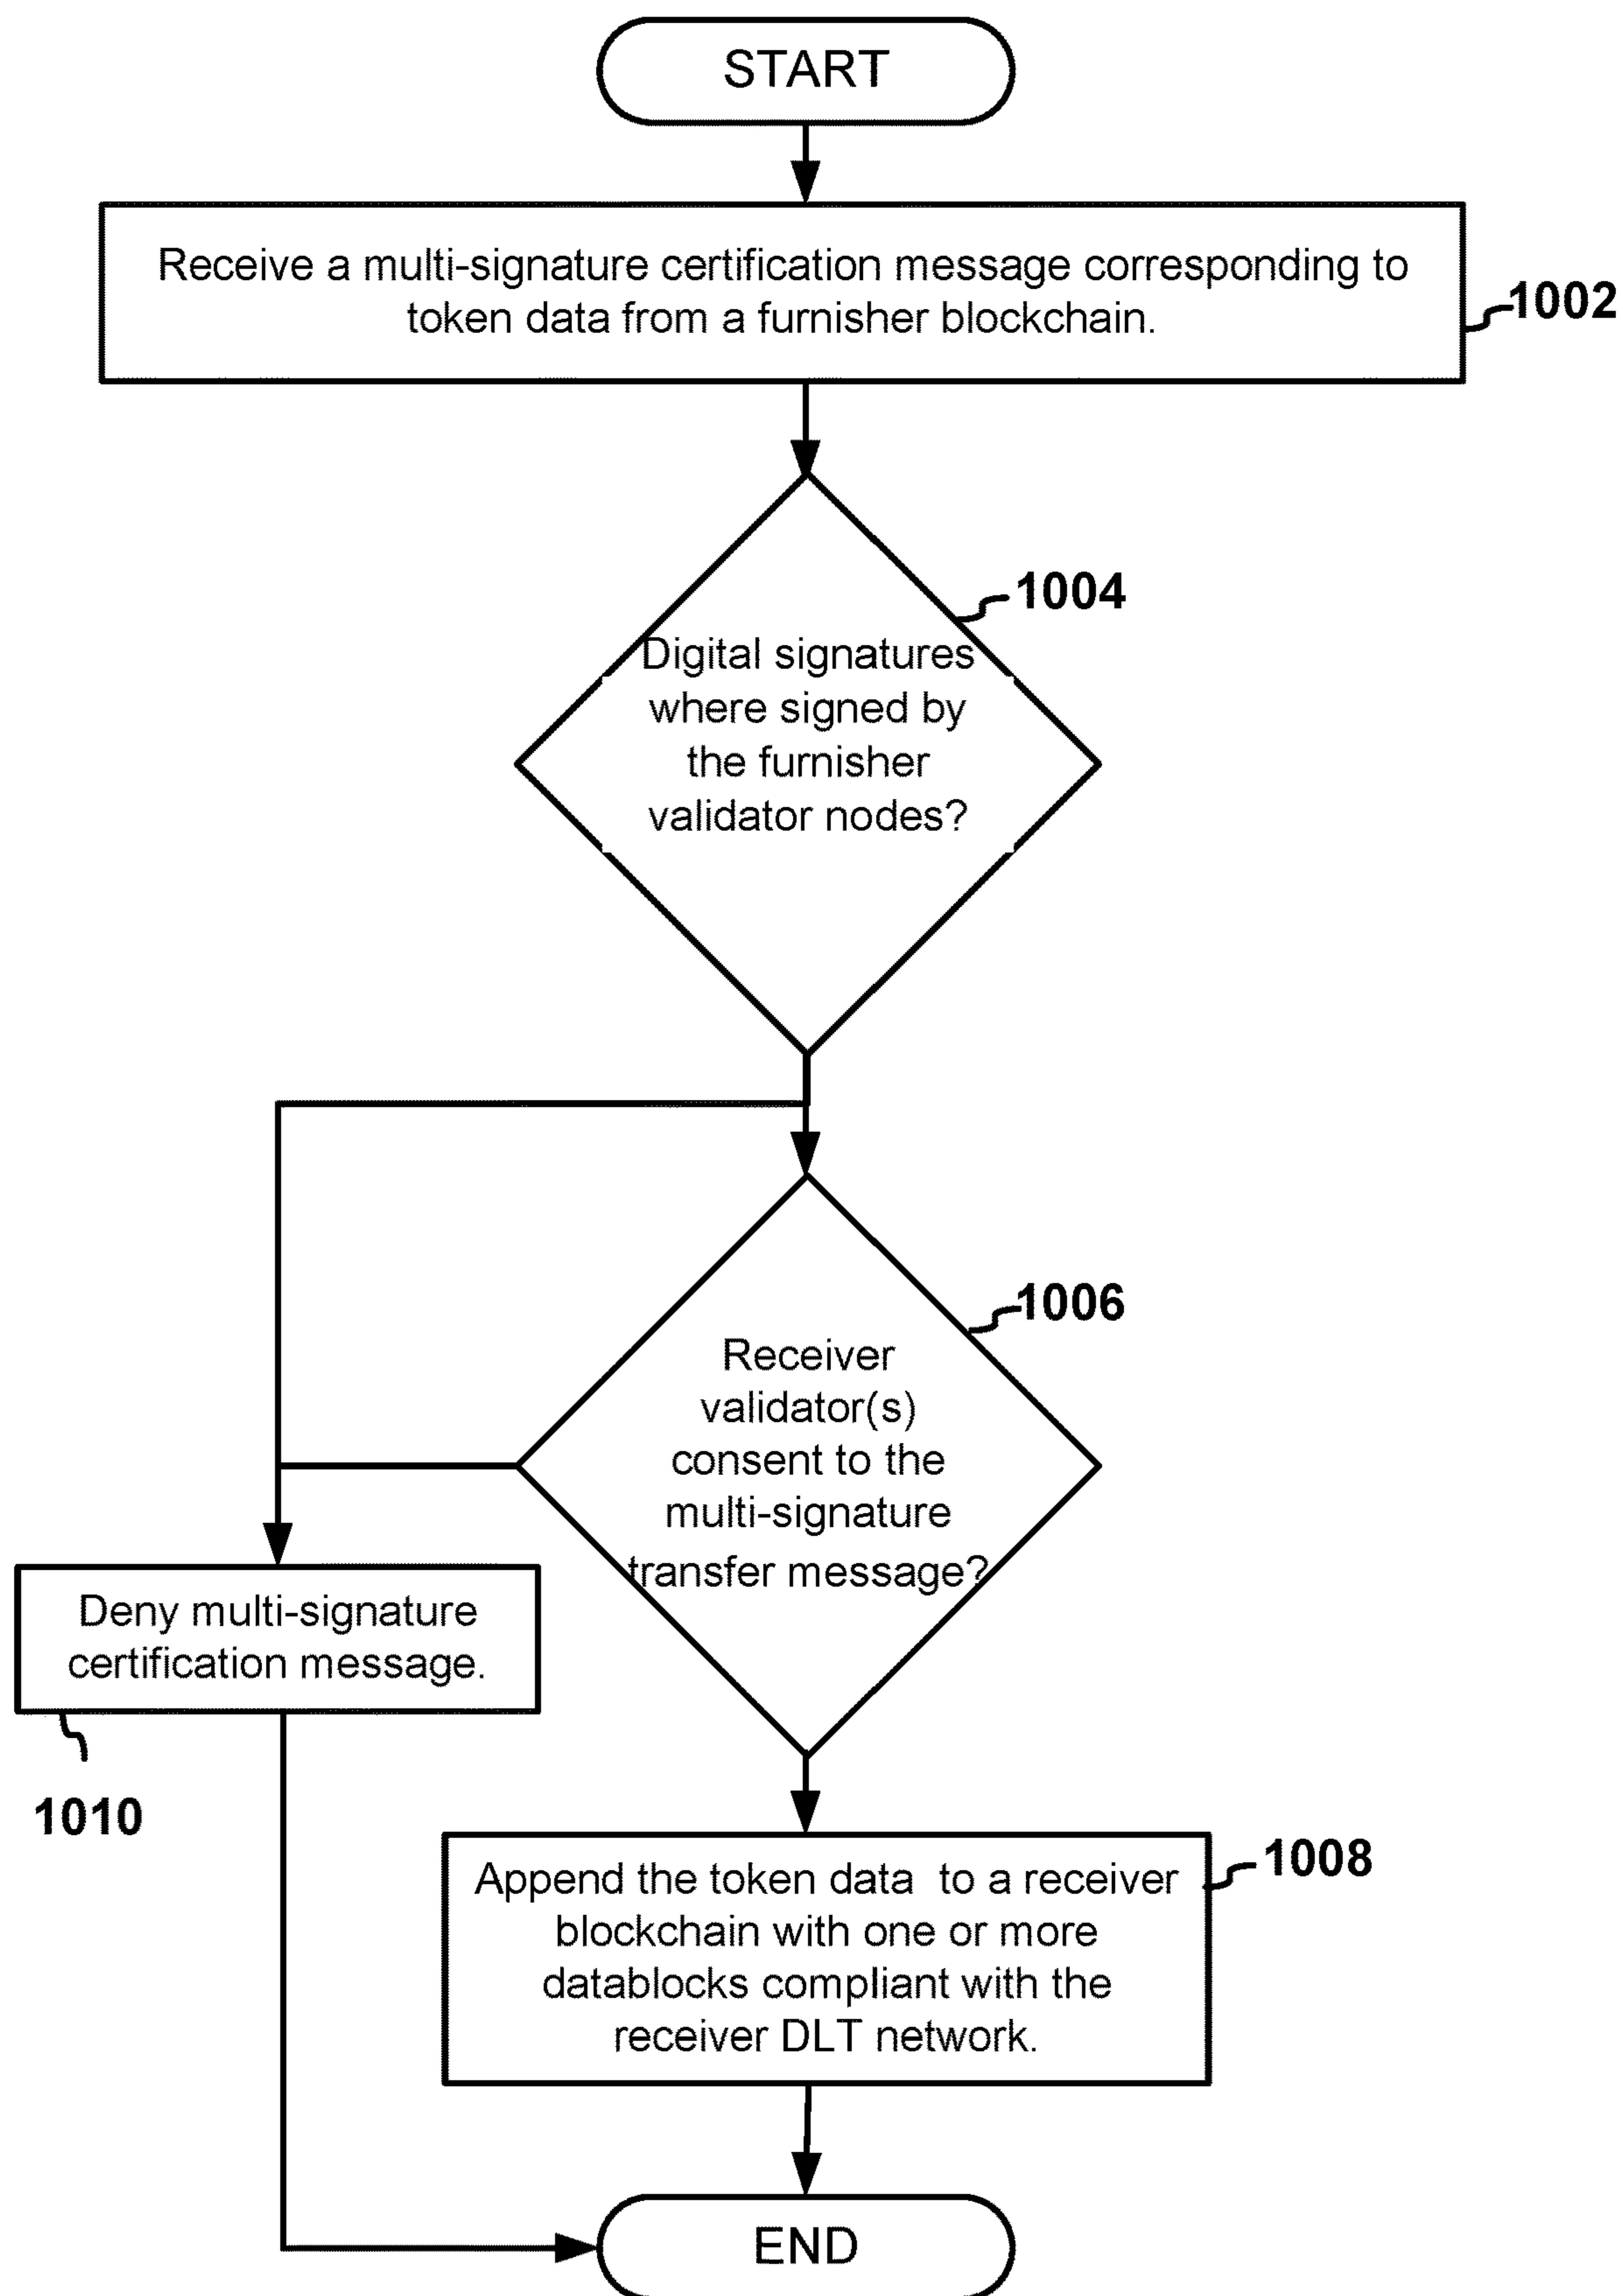 START
Receive a multi-signature certification message corresponding to
token data from a furnisher blockchain.
1002
1004
Digital signatures
where signed by
the furnisher
validator nodes?
1006
Receiver
validator(s)
consent to the
multi-signature
transfer message?
Deny multi-signature
certification message.
1010
1008
Append the token data  to a receiver
blockchain with one or more
datablocks compliant with the
receiver DLT network.
END